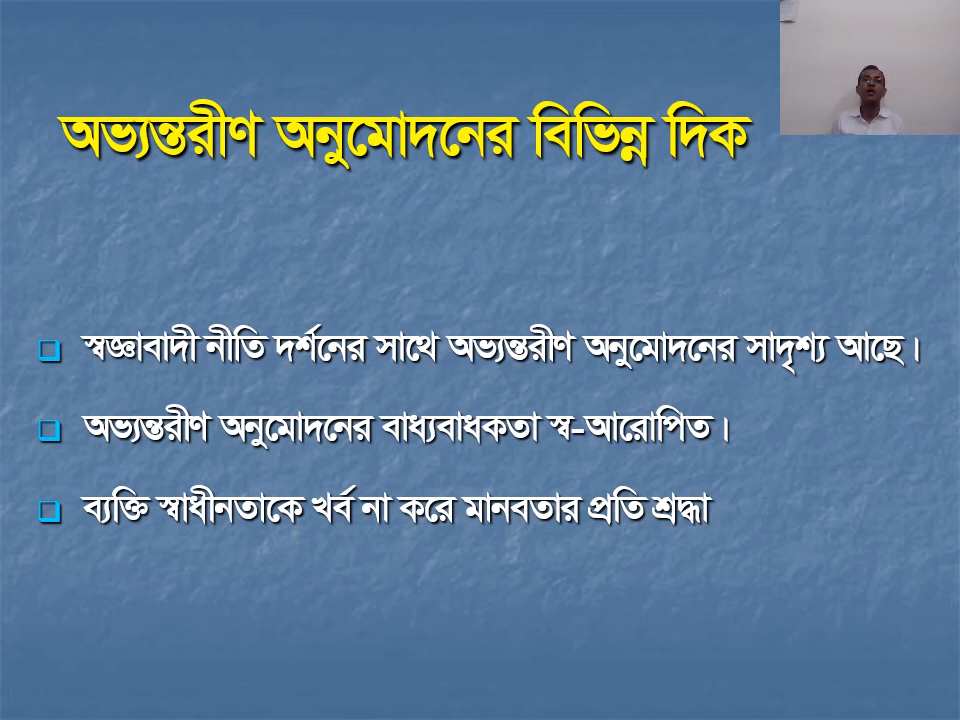 অভ্যন্তরীণ অনুমোদনের বিভিন্ন দিক
স্বজ্ঞাবাদী নীতি দর্শনের সাথে অভ্যন্তরীণ অনুমোদনের সাদৃশ্য আছে।
অভ্যন্তরীণ অনুমোদনের বাধ্যবাধকতা স্ব-আরোপিত।
ব্যক্তি স্বাধীনতাকে খর্ব না করে মানবতার প্রতি শ্রদ্ধা